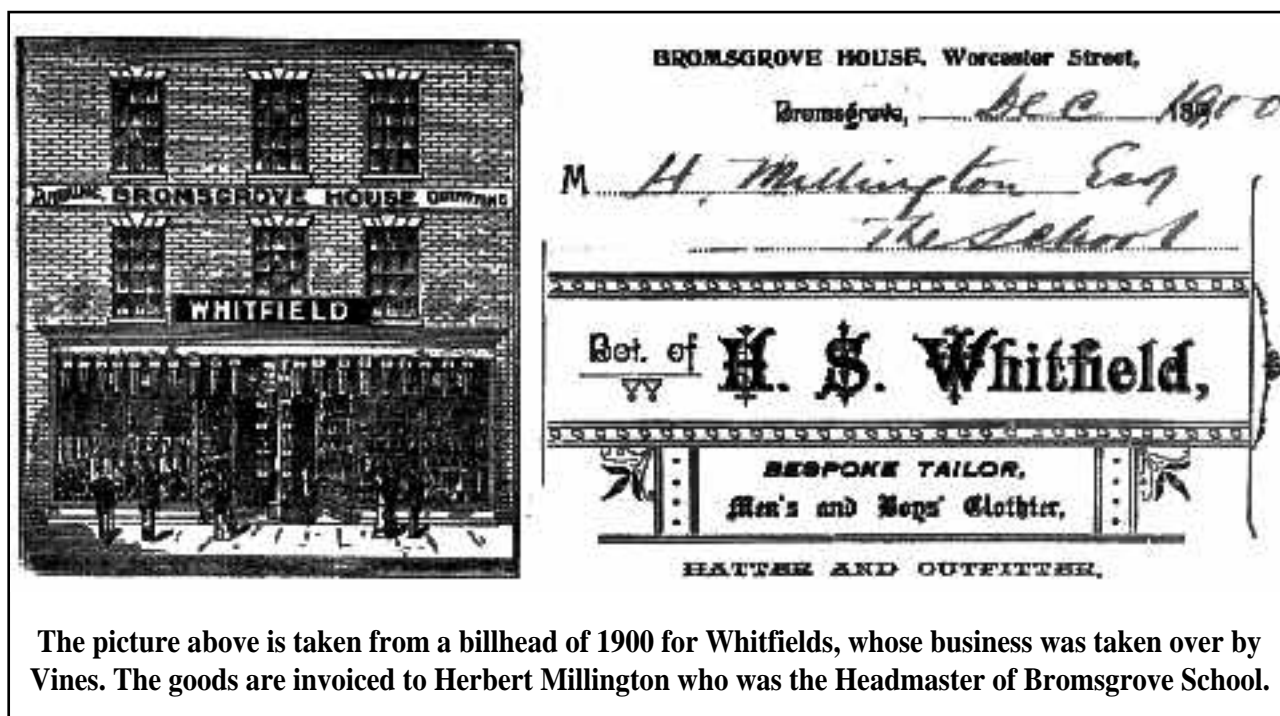 BROMSGROVE HOUSE OUTFITTING
WHITFIELD
BROMSGROVE HOUSE, Worcester Street,
Bromsgrove, Dec 1900
M H. Millington Esq
The School
Bot. of H. S. Whitfield,
BESPOKE TAILOR,
Men's and Boys' Clothier,
HATTER AND OUTFITTER.
The picture above is taken from a billhead of 1900 for Whitfields, whose business was taken over by
Vines. The goods are invoiced to Herbert Millington who was the Headmaster of Bromsgrove School.